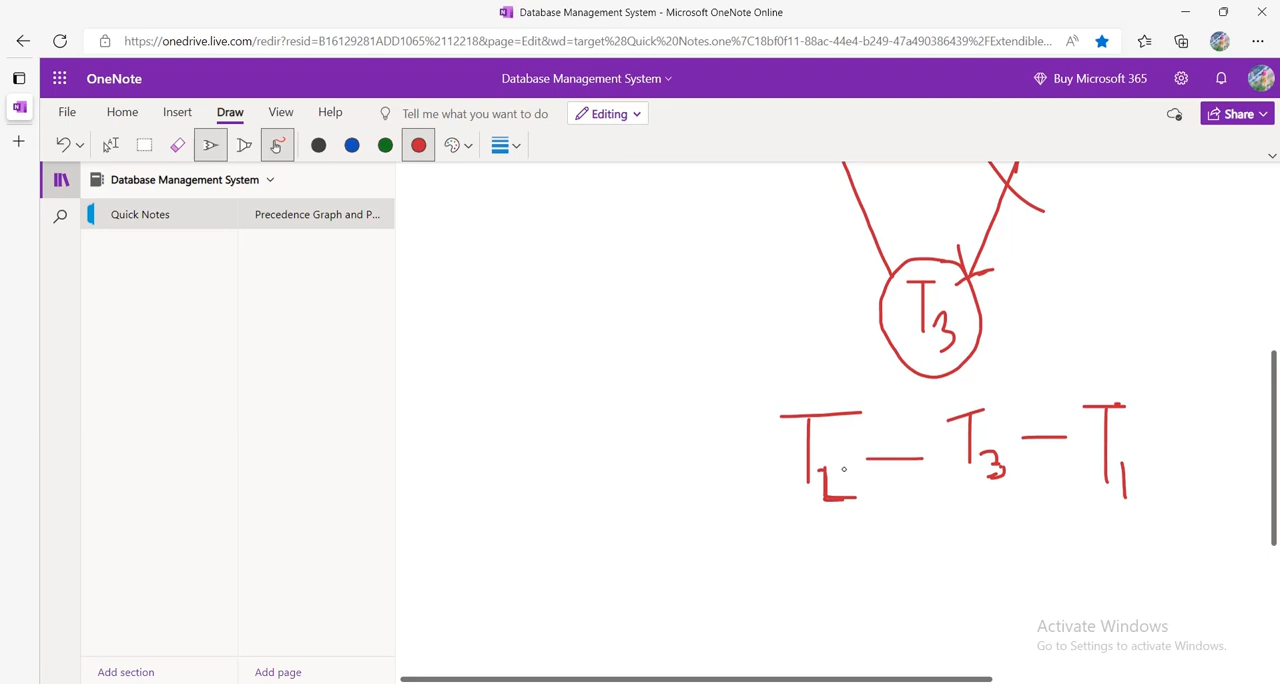 Database Management System - Microsoft OneNote Online
https://onedrive.live.com/redir?resid=B16129281ADD1065%2112218&page=Edit&wd=target%28Quick%20Notes.one%7C18bf0f11-88ac-44e4-b249-47a490386439%2FExtendible...
OneNote
Database Management System
Buy Microsoft 365
File Home Insert Draw View Help Tell me what you want to do Editing Share
Database Management System
Quick Notes Precedence Graph and P...
T3
T2 — T3 — T1
Activate Windows
Go to Settings to activate Windows.
Add section Add page